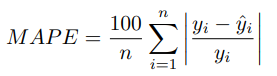 MAPE = \frac{100}{n} \sum_{i=1}^{n} \left| \frac{y_i - \hat{y}_i}{y_i} \right|